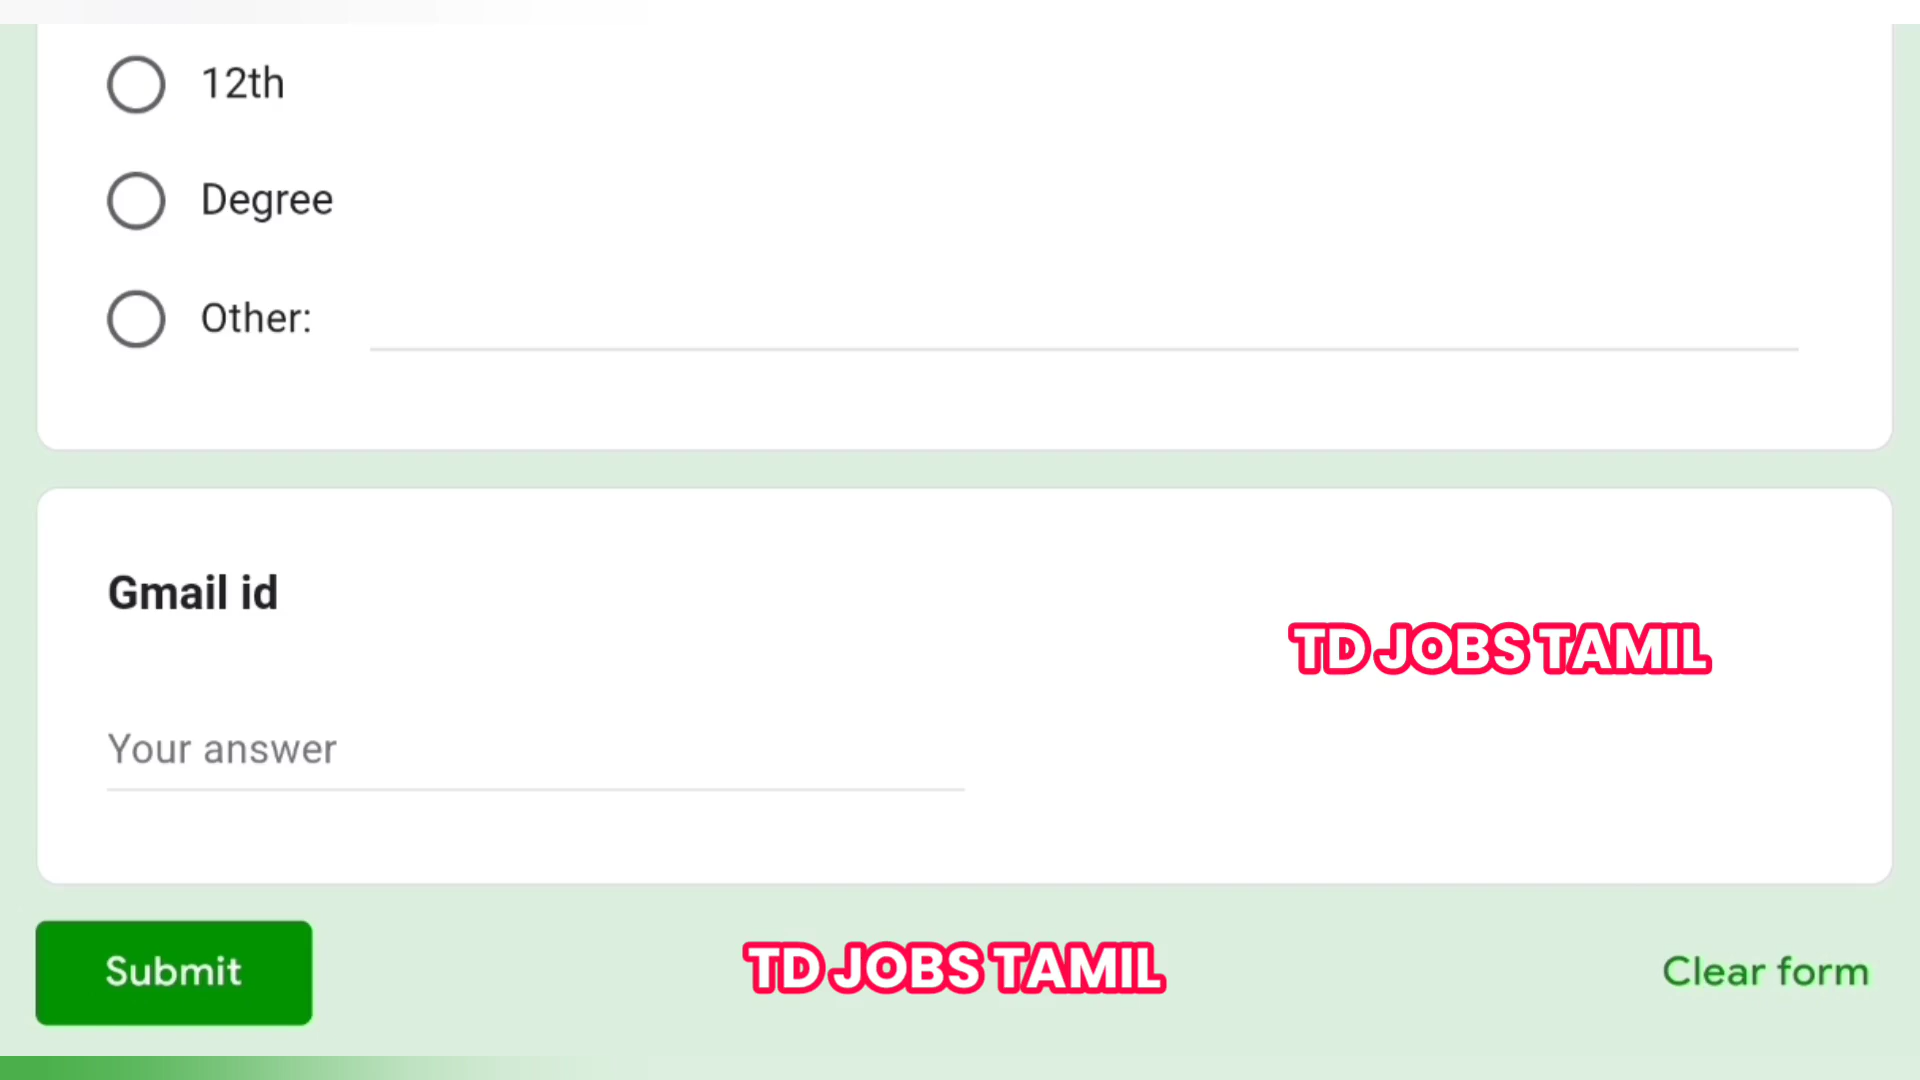 12th
Degree
Other:
Gmail id
TD JOBS TAMIL
Your answer
Submit
TD JOBS TAMIL
Clear form